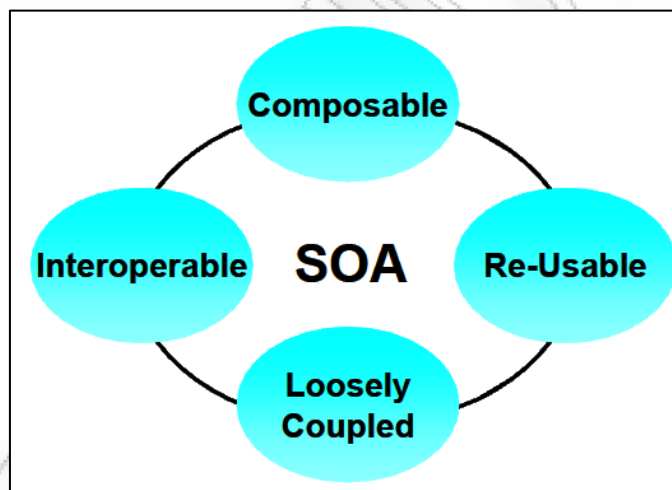 Composable
Interoperable
SOA
Re-Usable
Loosely
Coupled